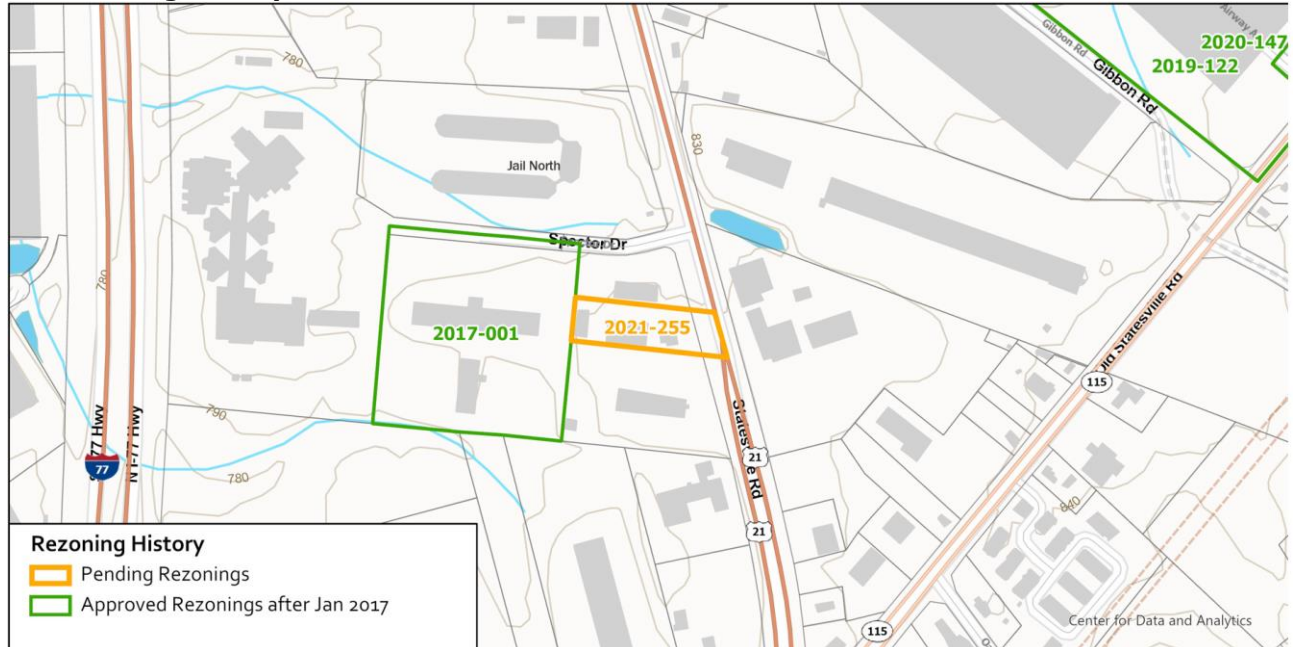 Airway A
Gibbon Rd
2020-147
2019-122
Gibbon Rd
780
830
Jail North
Spector Dr
780
2017-001
2021-255
Old Statesville Rd
115
790
77 Hwy
N I-77 Hwy
77
780
Statesville Rd
21
21
840
115
Rezoning History
Pending Rezonings
Approved Rezonings after Jan 2017
Center for Data and Analytics